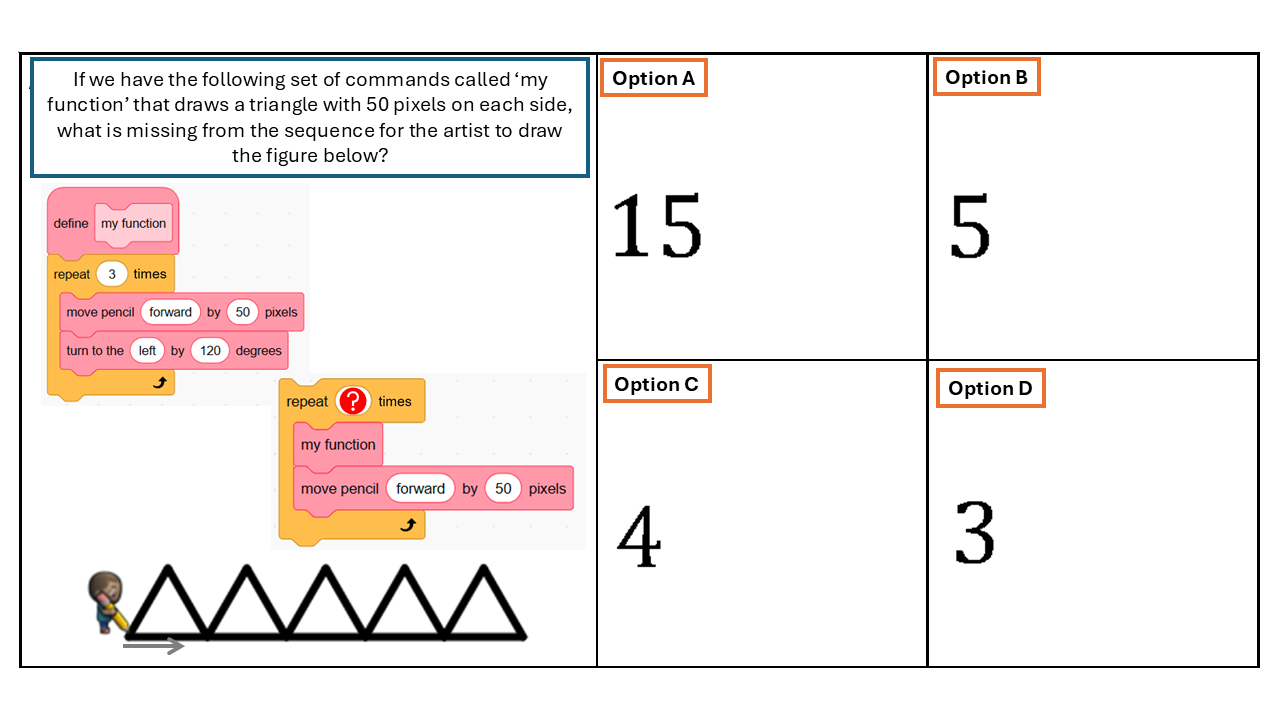 If we have the following set of commands called ‘my
function’ that draws a triangle with 50 pixels on each side,
what is missing from the sequence for the artist to draw
the figure below?
define my function
repeat 3 times
move pencil forward by 50 pixels
turn to the left by 120 degrees
repeat ? times
my function
move pencil forward by 50 pixels
Option A
15
Option B
5
Option C
4
Option D
3